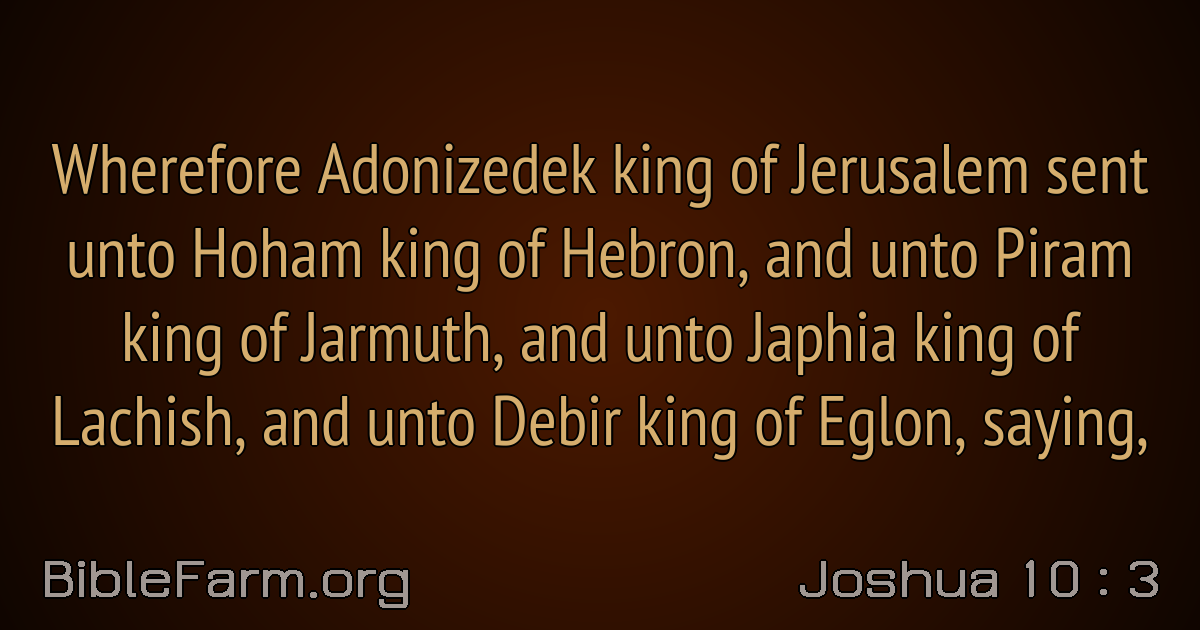 Wherefore Adonizedek king of Jerusalem sent
unto Hoham king of Hebron, and unto Piram
king of Jarmuth, and unto Japhia king of
Lachish, and unto Debir king of Eglon, saying,
BibleFarm.org
Joshua 10 : 3